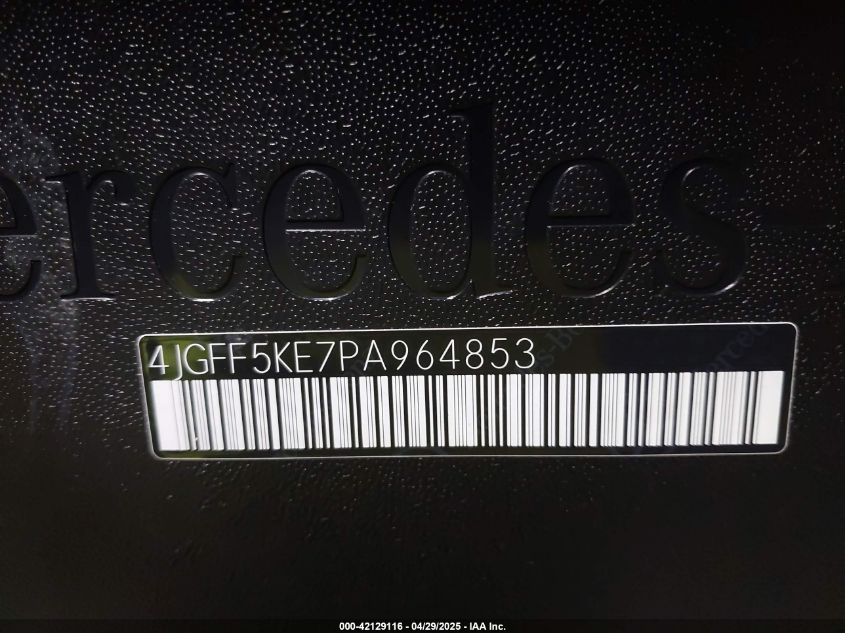 ercedes-
4JGFF5KE7PA964853
000-42129116 - 04/29/2025 - IAA Inc.